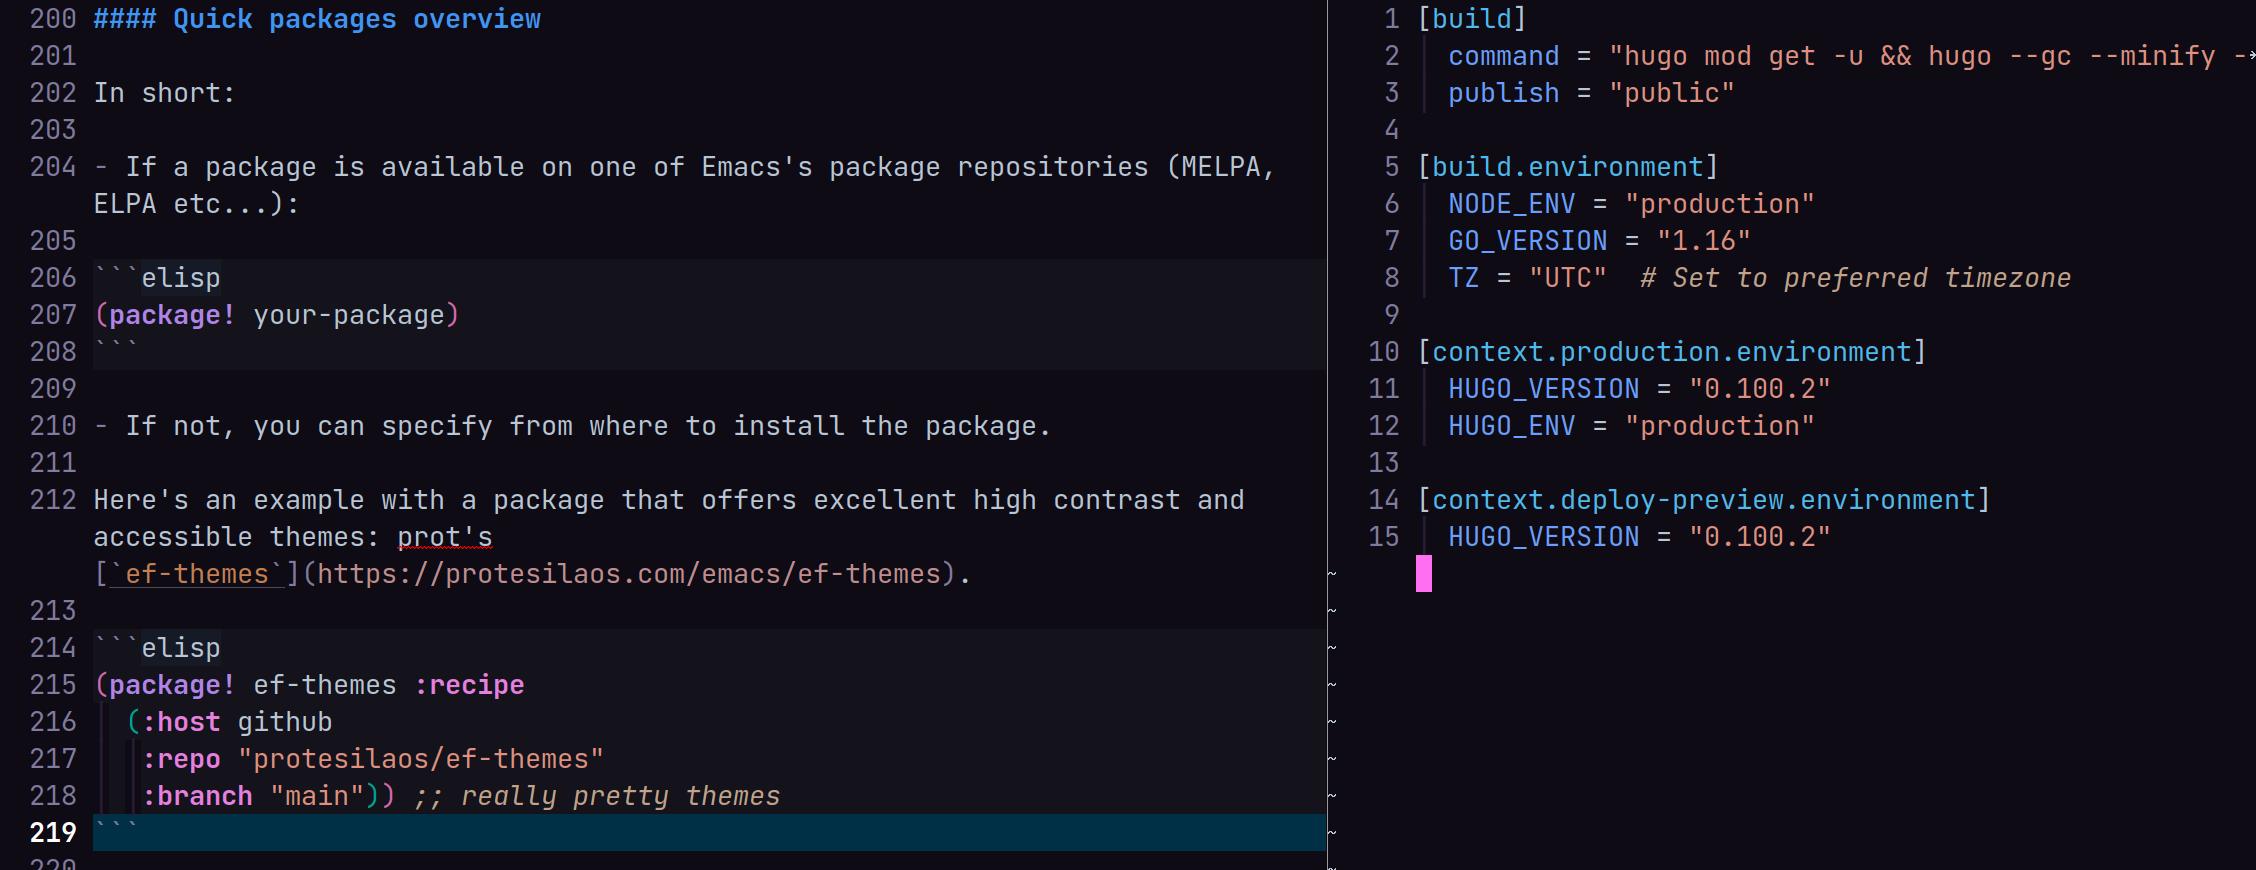 200 #### Quick packages overview
201
202 In short:
203
204 - If a package is available on one of Emacs's package repositories (MELPA,
ELPA etc...):
205
206 ```elisp
207 (package! your-package)
208 ```
209
210 - If not, you can specify from where to install the package.
211
212 Here's an example with a package that offers excellent high contrast and
accessible themes: prot's
[`ef-themes`](https://protesilaos.com/emacs/ef-themes).
213
214 ```elisp
215 (package! ef-themes :recipe
216   (:host github
217    :repo "protesilaos/ef-themes"
218    :branch "main")) ;; really pretty themes
219 ```
220
1 [build]
2   command = "hugo mod get -u && hugo --gc --minify -
3   publish = "public"
4
5 [build.environment]
6   NODE_ENV = "production"
7   GO_VERSION = "1.16"
8   TZ = "UTC"  # Set to preferred timezone
9
10 [context.production.environment]
11   HUGO_VERSION = "0.100.2"
12   HUGO_ENV = "production"
13
14 [context.deploy-preview.environment]
15   HUGO_VERSION = "0.100.2"
~
~
~
~
~
~
~
~
~